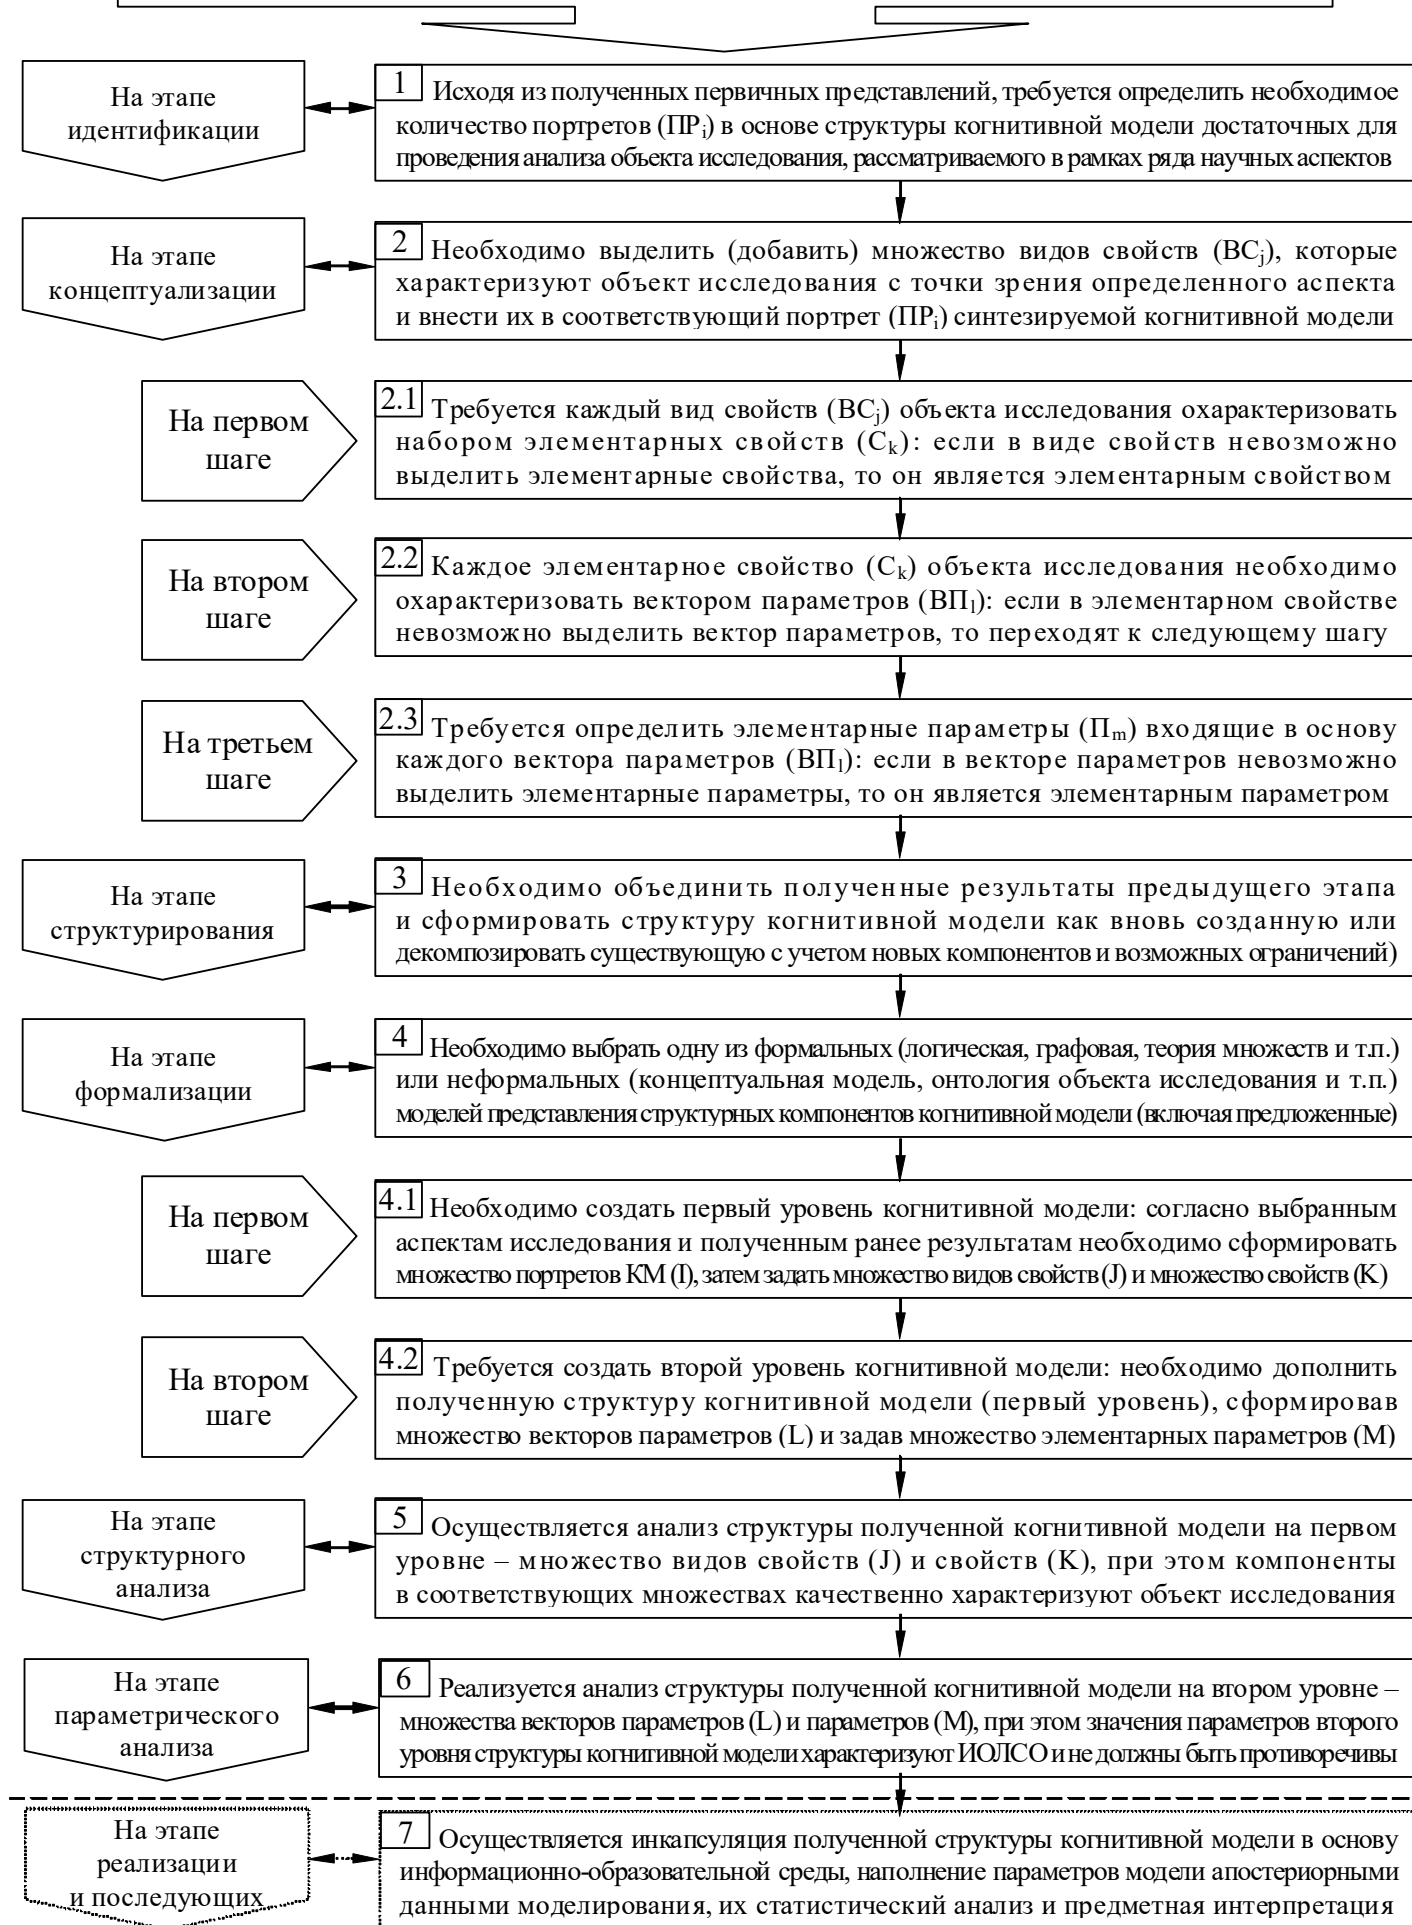 На этапе
идентификации
1 Исходя из полученных первичных представлений, требуется определить необходимое
количество портретов (ПРi) в основе структуры когнитивной модели достаточных для
проведения анализа объекта исследования, рассматриваемого в рамках ряда научных аспектов
На этапе
концептуализации
2 Необходимо выделить (добавить) множество видов свойств (ВСj), которые
характеризуют объект исследования с точки зрения определенного аспекта
и внести их в соответствующий портрет (ПРi) синтезируемой когнитивной модели
На первом
шаге
2.1 Требуется каждый вид свойств (ВСj) объекта исследования охарактеризовать
набором элементарных свойств (Сk): если в виде свойств невозможно
выделить элементарные свойства, то он является элементарным свойством
На втором
шаге
2.2 Каждое элементарное свойство (Сk) объекта исследования необходимо
охарактеризовать вектором параметров (ВПl): если в элементарном свойстве
невозможно выделить вектор параметров, то переходят к следующему шагу
На третьем
шаге
2.3 Требуется определить элементарные параметры (Пm) входящие в основу
каждого вектора параметров (ВПl): если в векторе параметров невозможно
выделить элементарные параметры, то он является элементарным параметром
На этапе
структурирования
3 Необходимо объединить полученные результаты предыдущего этапа
и сформировать структуру когнитивной модели как вновь созданную или
декомпозировать существующую с учетом новых компонентов и возможных ограничений)
На этапе
формализации
4 Необходимо выбрать одну из формальных (логическая, графовая, теория множеств и т.п.)
или неформальных (концептуальная модель, онтология объекта исследования и т.п.)
моделей представления структурных компонентов когнитивной модели (включая предложенные)
На первом
шаге
4.1 Необходимо создать первый уровень когнитивной модели: согласно выбранным
аспектам исследования и полученным ранее результатам необходимо сформировать
множество портретов КМ (I), затем задать множество видов свойств (J) и множество свойств (K)
На втором
шаге
4.2 Требуется создать второй уровень когнитивной модели: необходимо дополнить
полученную структуру когнитивной модели (первый уровень), сформировав
множество векторов параметров (L) и задав множество элементарных параметров (M)
На этапе
структурного
анализа
5 Осуществляется анализ структуры полученной когнитивной модели на первом
уровне – множество видов свойств (J) и свойств (K), при этом компоненты
в соответствующих множествах качественно характеризуют объект исследования
На этапе
параметрического
анализа
6 Реализуется анализ структуры полученной когнитивной модели на втором уровне –
множества векторов параметров (L) и параметров (M), при этом значения параметров второго
уровня структуры когнитивной модели характеризуют ИОЛСО и не должны быть противоречивы
На этапе
реализации
и последующих
7 Осуществляется инкапсуляция полученной структуры когнитивной модели в основу
информационно-образовательной среды, наполнение параметров модели апостериорными
данными моделирования, их статистический анализ и предметная интерпретация